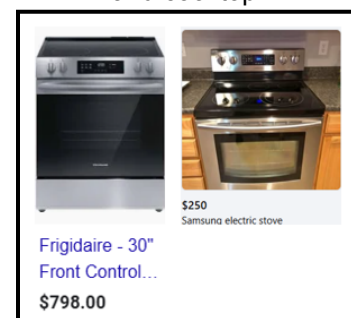 $250
Samsung electric stove
Frigidaire - 30"
Front Control...
$798.00